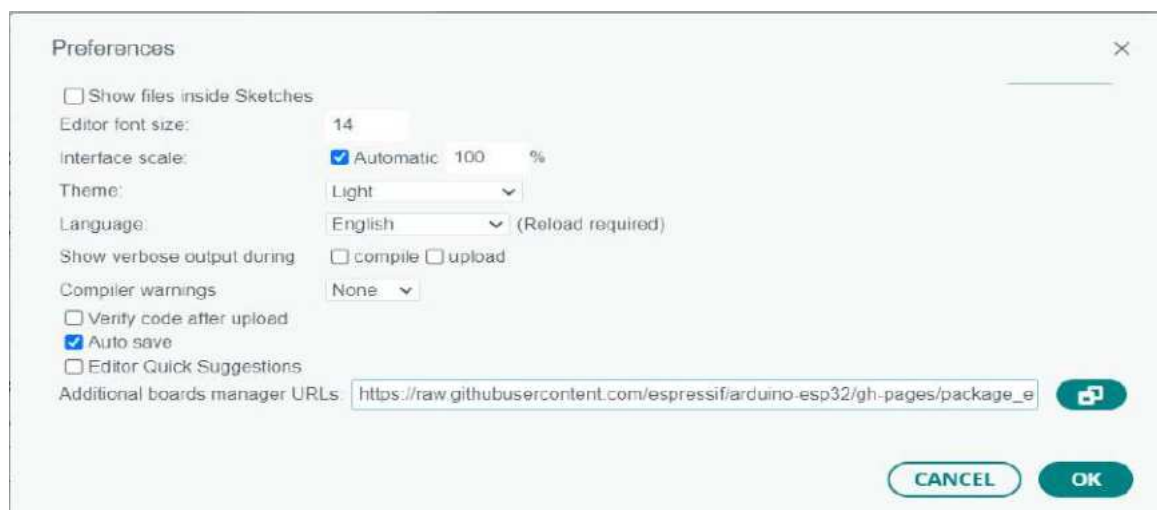 Preferences
Show files inside Sketches
Editor font size: 14
Interface scale: Automatic 100 %
Theme: Light
Language: English (Reload required)
Show verbose output during compile upload
Compiler warnings None
Verify code after upload
Auto save
Editor Quick Suggestions
Additional boards manager URLs: https://raw.githubusercontent.com/espressif/arduino-esp32/gh-pages/package_e
CANCEL OK